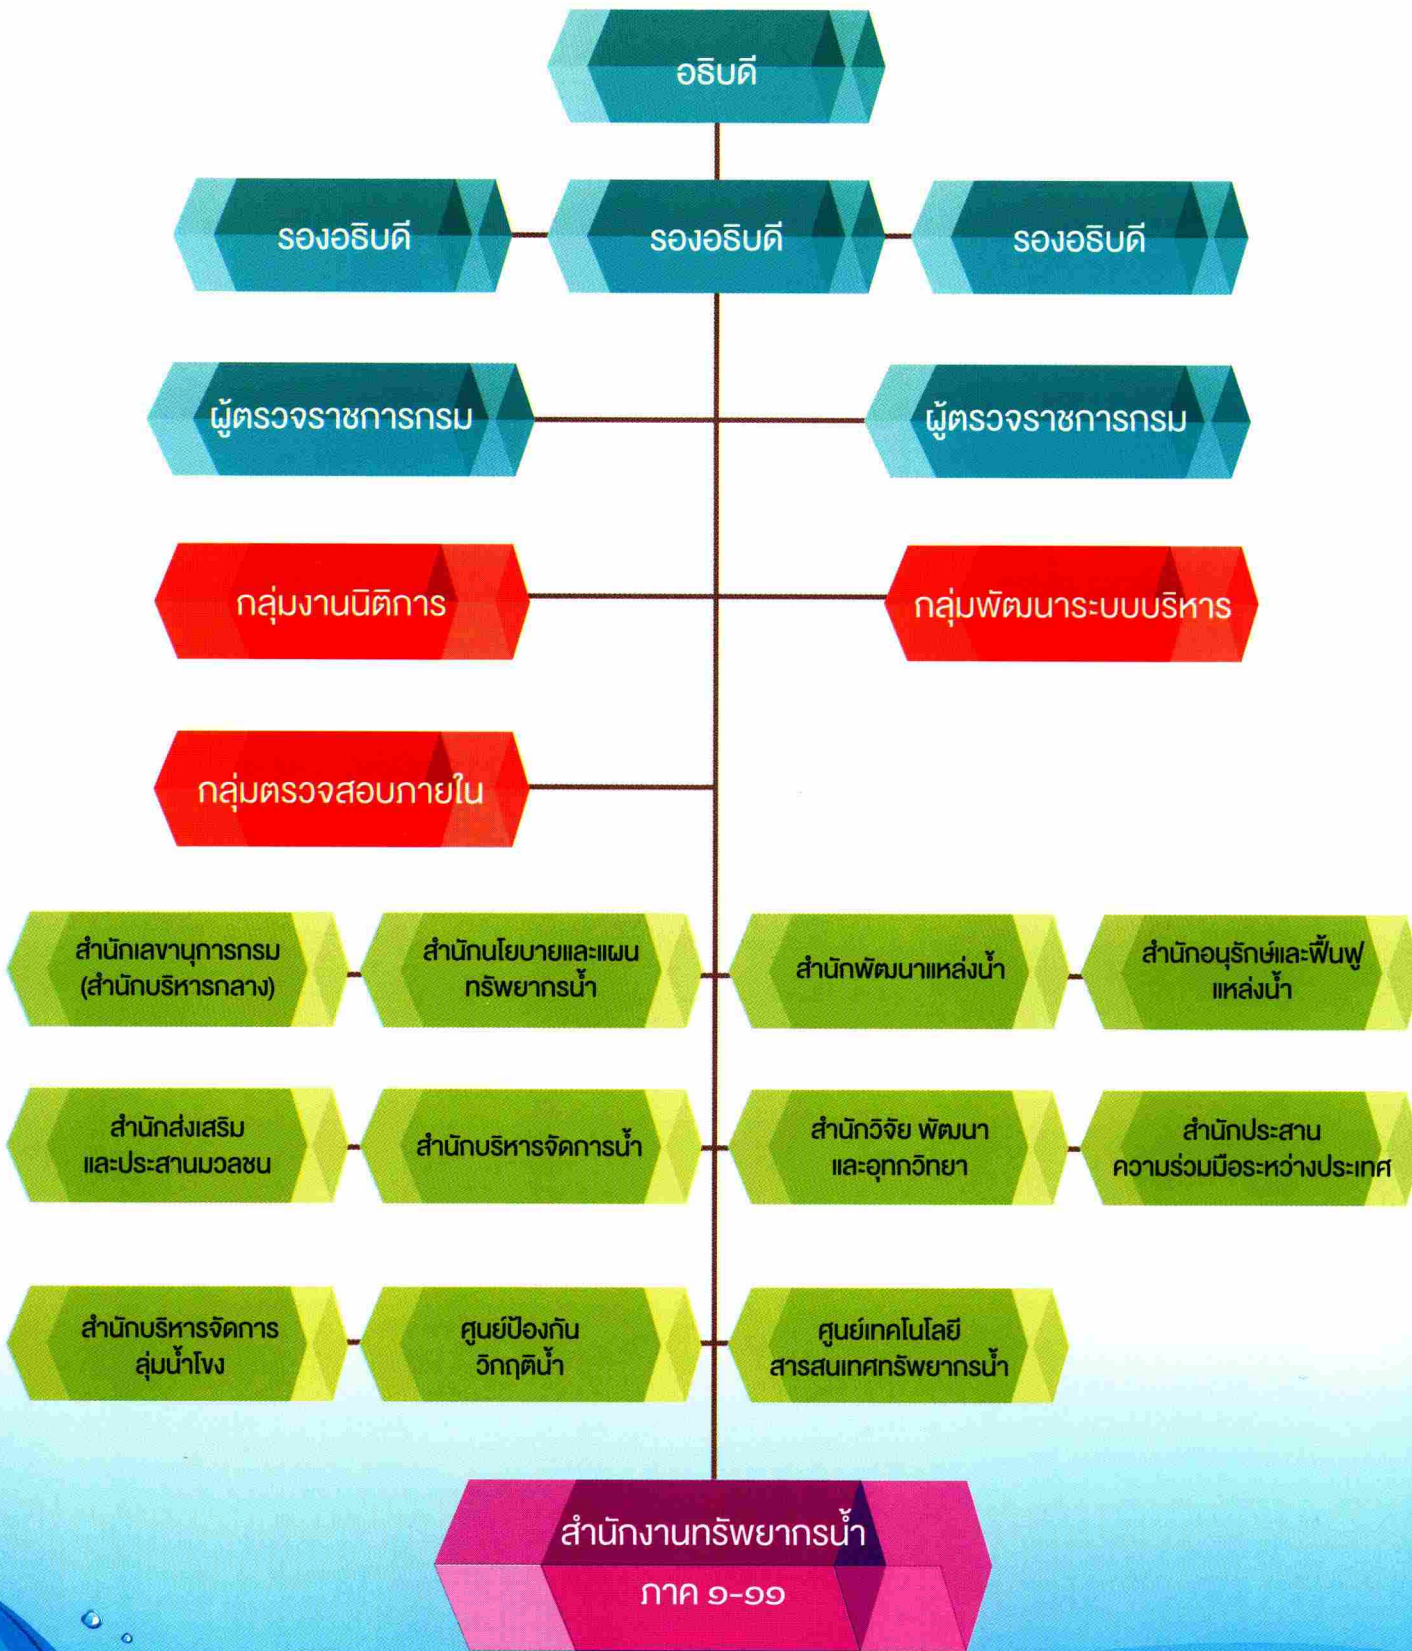 อธิบดี
รองอธิบดี
รองอธิบดี
รองอธิบดี
ผู้ตรวจราชการกรม
ผู้ตรวจราชการกรม
กลุ่มงานนิติการ
กลุ่มพัฒนาระบบบริหาร
กลุ่มตรวจสอบภายใน
สำนักเลขานุการกรม
(สำนักบริหารกลาง)
สำนักนโยบายและแผน
ทรัพยากรน้ำ
สำนักพัฒนาแหล่งน้ำ
สำนักอนุรักษ์และฟื้นฟู
แหล่งน้ำ
สำนักส่งเสริม
และประสานมวลชน
สำนักบริหารจัดการน้ำ
สำนักวิจัย พัฒนา
และอุทกวิทยา
สำนักประสาน
ความร่วมมือระหว่างประเทศ
สำนักบริหารจัดการ
ลุ่มน้ำโขง
ศูนย์ป้องกัน
วิกฤติน้ำ
ศูนย์เทคโนโลยี
สารสนเทศทรัพยากรน้ำ
สำนักงานทรัพยากรน้ำ
ภาค ๑-๑๑